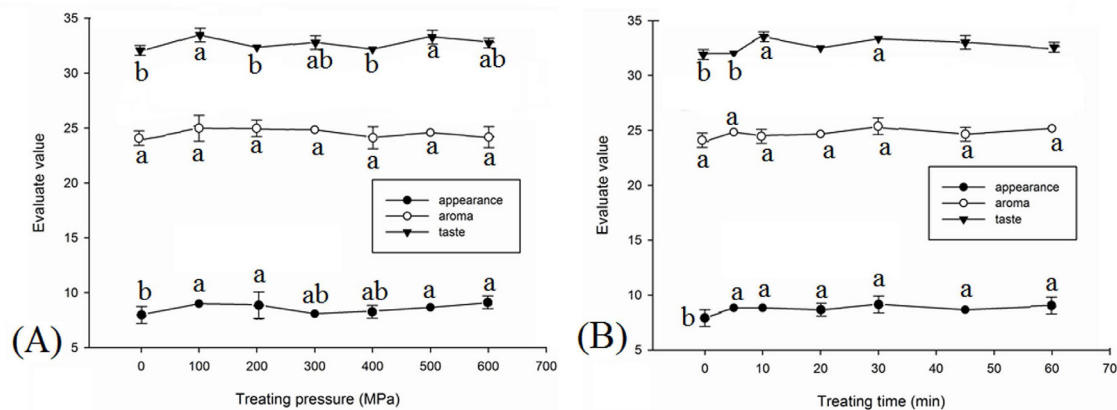 35
30
25
20
15
10
5
Evaluate value
b
a
b
ab
b
a
ab
a
a
a
a
a
a
a
appearance
aroma
taste
b
a
a
ab
ab
a
a
(A)
0 100 200 300 400 500 600 700
Treating pressure (MPa)
35
30
25
20
15
10
5
Evaluate value
b
b
a
a
a
a
a
a
a
a
appearance
aroma
taste
b
a
a
a
a
a
a
(B)
0 10 20 30 40 50 60 70
Treating time (min)